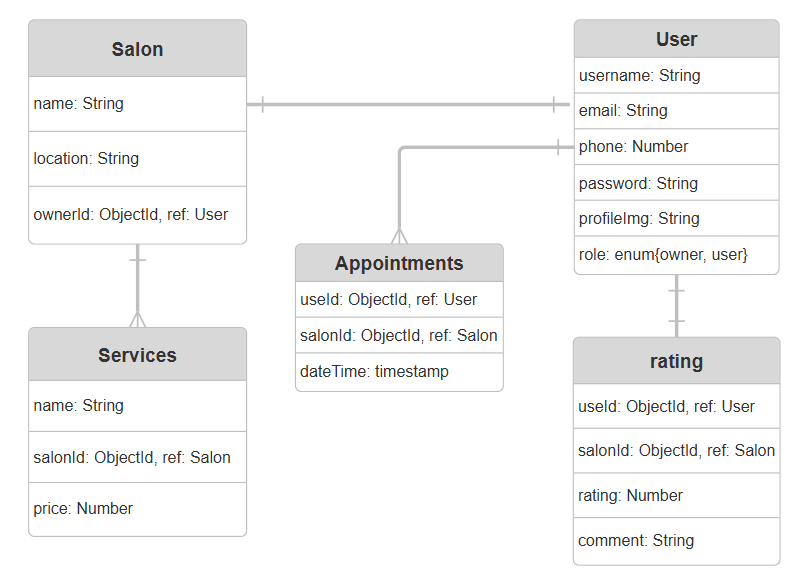 Salon
name: String
location: String
ownerId: ObjectId, ref: User
User
username: String
email: String
phone: Number
password: String
profileImg: String
role: enum{owner, user}
Appointments
useId: ObjectId, ref: User
salonId: ObjectId, ref: Salon
dateTime: timestamp
Services
name: String
salonId: ObjectId, ref: Salon
price: Number
rating
useId: ObjectId, ref: User
salonId: ObjectId, ref: Salon
rating: Number
comment: String